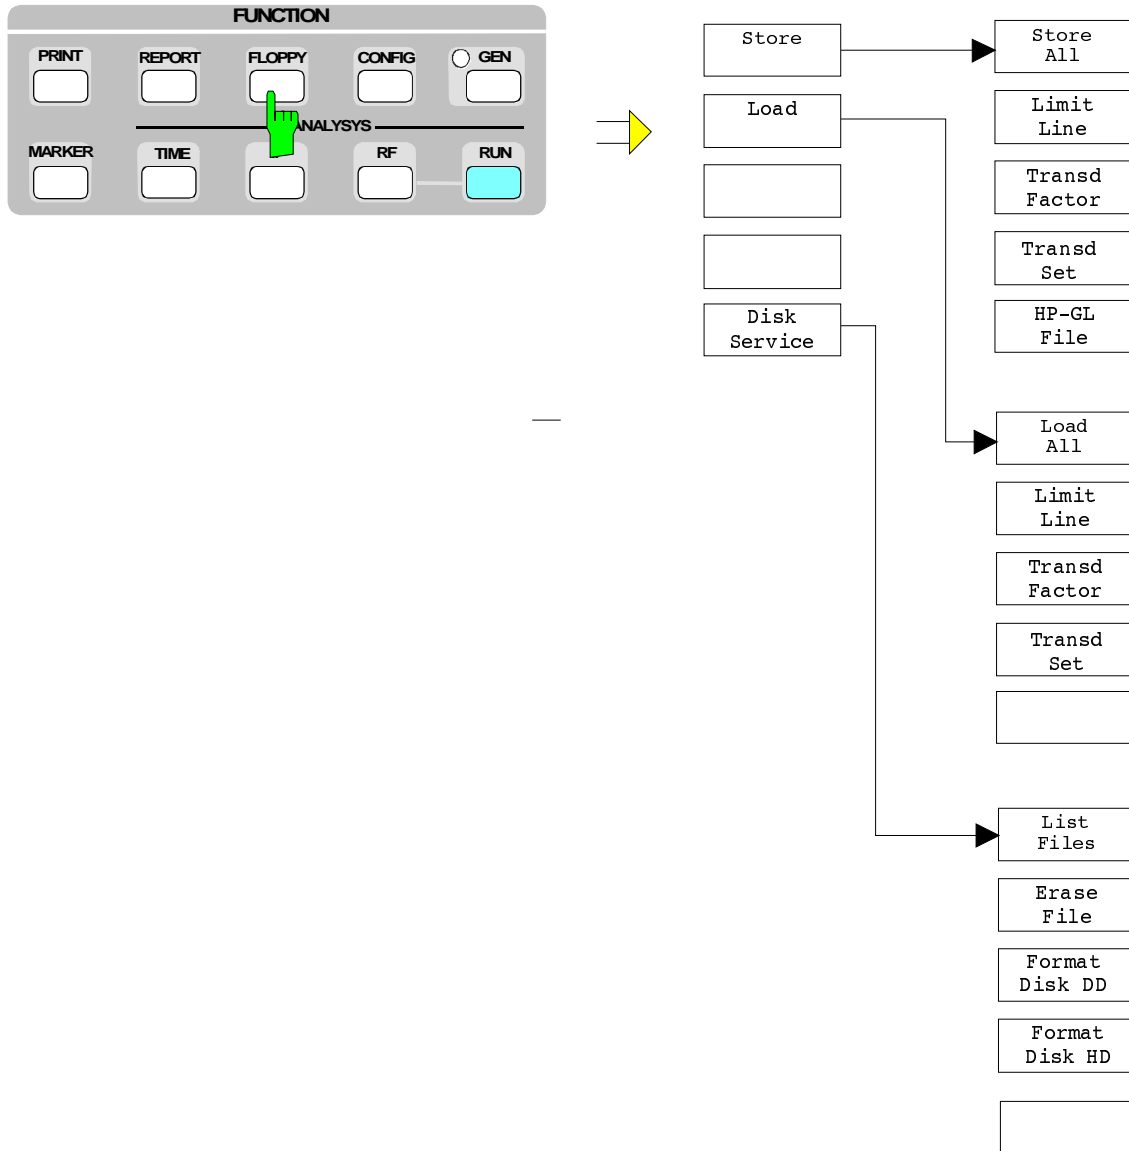 FUNCTION
PRINT REPORT FLOPPY CONFIG GEN
ANALYSYS
MARKER TIME RF RUN
Store
Load
Disk
Service
Store
All
Limit
Line
Transd
Factor
Transd
Set
HP-GL
File
Load
All
Limit
Line
Transd
Factor
Transd
Set
List
Files
Erase
File
Format
Disk DD
Format
Disk HD